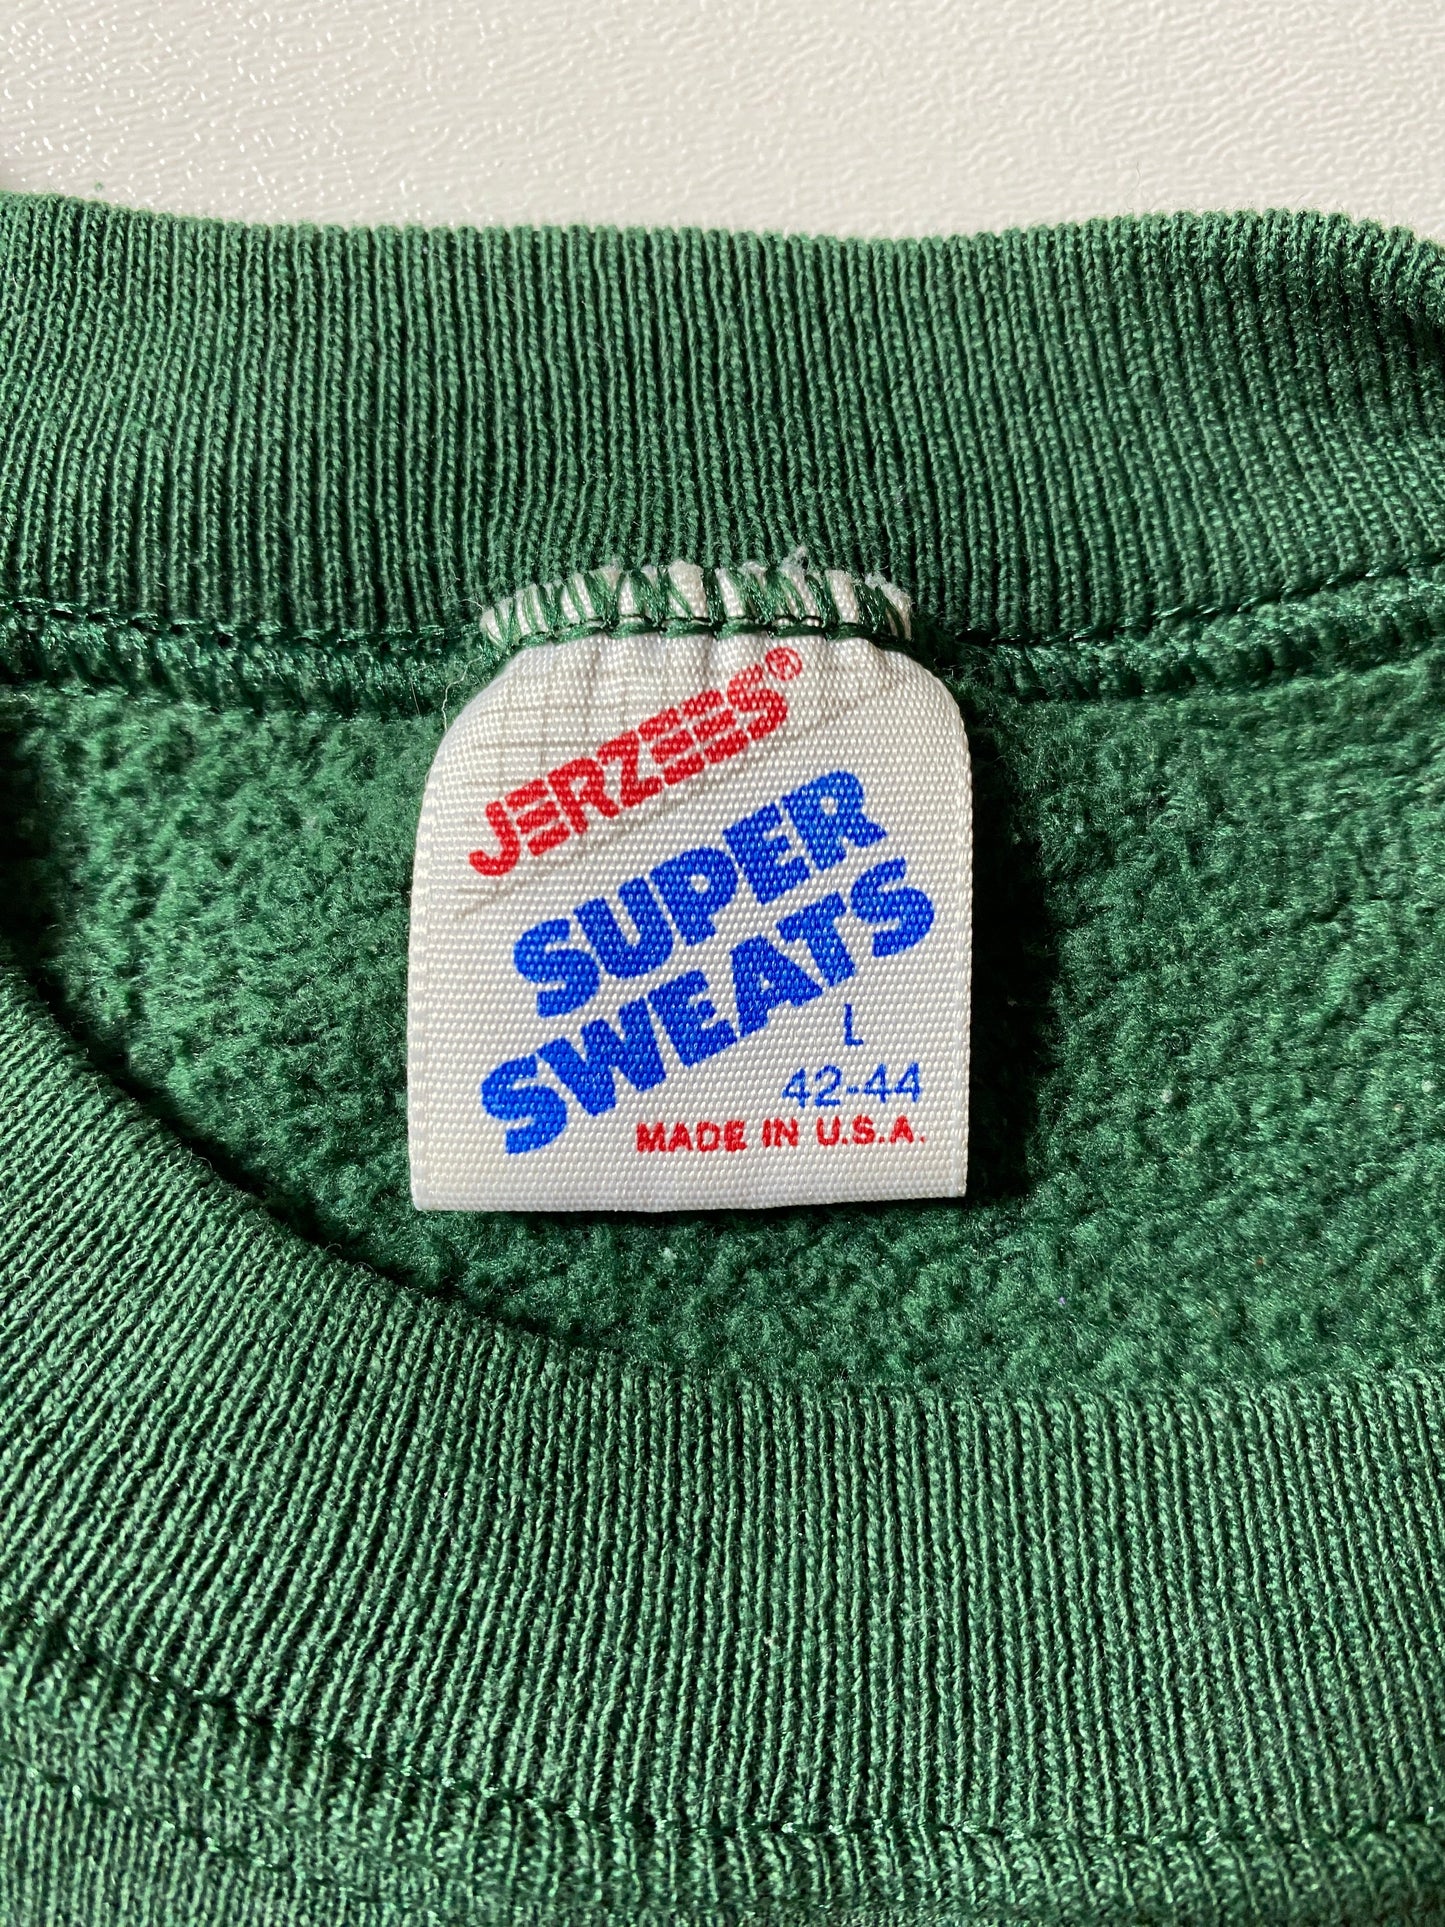 JERZEES®
SUPER
SWEATS
L
42-44
MADE IN U.S.A.